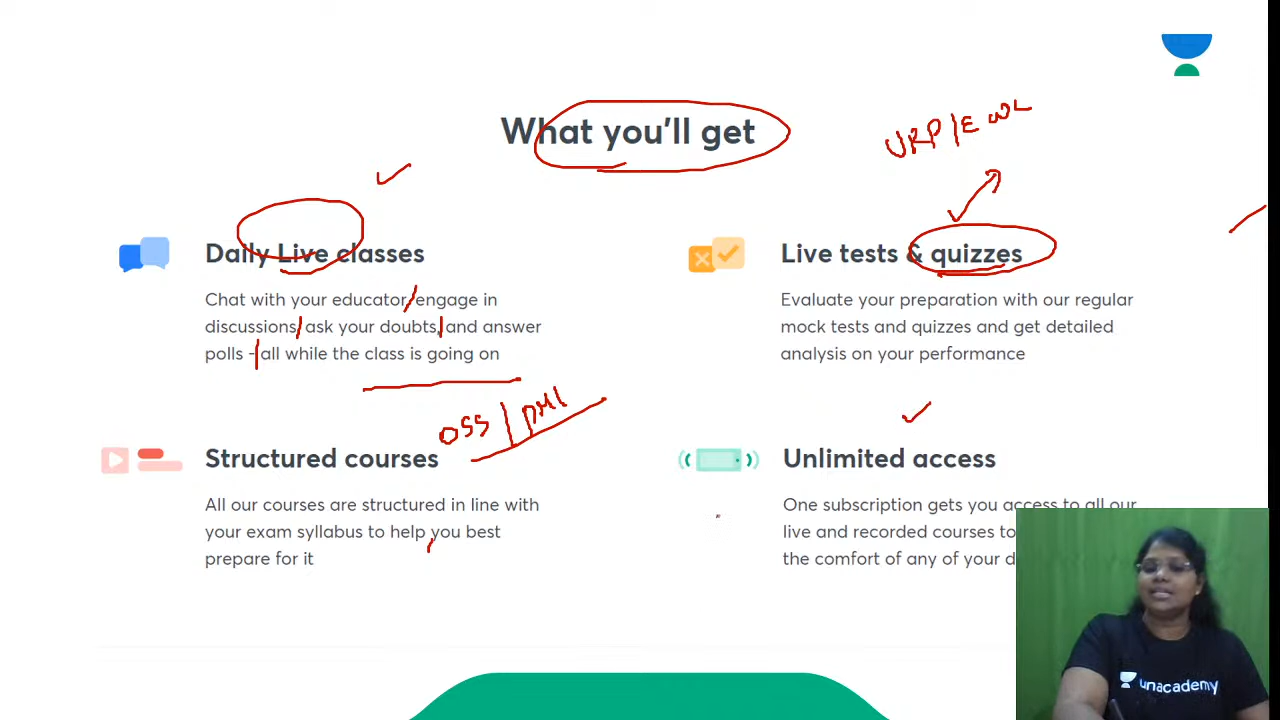 What you'll get
URP/E WL
Daily Live classes
Chat with your educator, engage in
discussions, ask your doubts, and answer
polls - all while the class is going on
Live tests & quizzes
Evaluate your preparation with our regular
mock tests and quizzes and get detailed
analysis on your performance
OSS / PMI
Structured courses
All our courses are structured in line with
your exam syllabus to help you best
prepare for it
Unlimited access
One subscription gets you access to all our
live and recorded courses to
the comfort of any of your d
unacademy